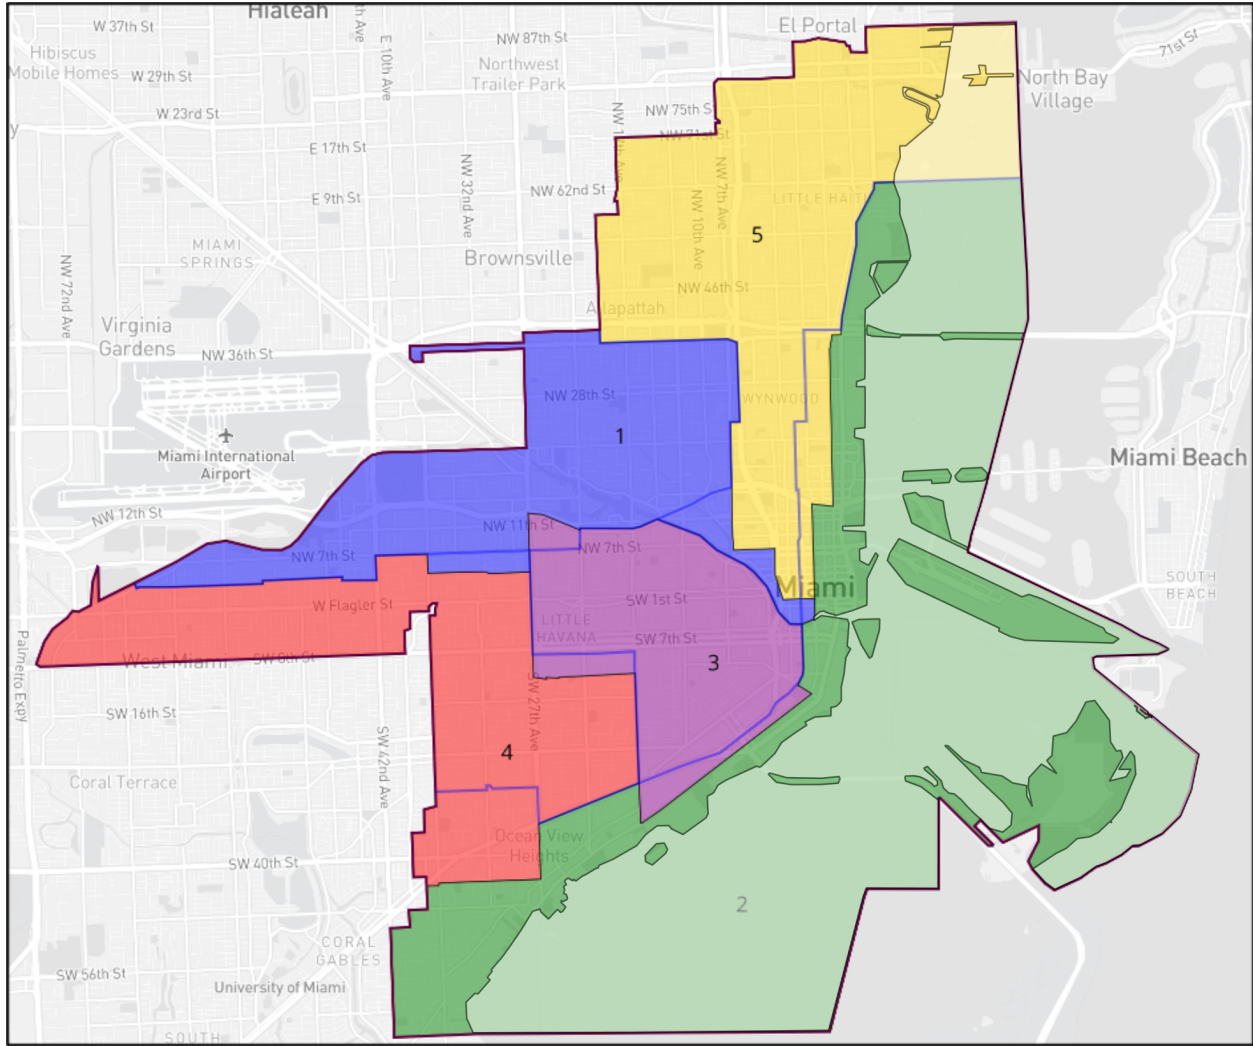 Hialeah
W 37th St
E 10th Ave
NW 87th St
El Portal
71st St
Hibiscus
Mobile Homes
W 29th St
Northwest
Trailer Park
North Bay
Village
W 23rd St
NW 75th S
NW 71st St
E 17th St
NW 32nd Ave
NW 7th Ave
E 9th St
NW 62nd St
NW 10th Ave
LITTLE HAITI
5
MIAMI
SPRINGS
Brownsville
NW 72nd Ave
NW 46th St
Allapattah
Virginia
Gardens
NW 36th St
NW 28th St
WYNWOOD
1
Miami International
Airport
Miami Beach
NW 12th St
NW 11th St
NW 7th St
NW 7th St
Miami
SOUTH
BEACH
W Flagler St
SW 1st St
LITTLE
HAVANA
SW 7th St
Palmetto Expy
West Miami
SW 8th St
3
SW 16th St
SW 27th Ave
SW 42nd Ave
4
Coral Terrace
Ocean View
Heights
SW 40th St
2
CORAL
GABLES
SW 56th St
University of Miami
SOUTH